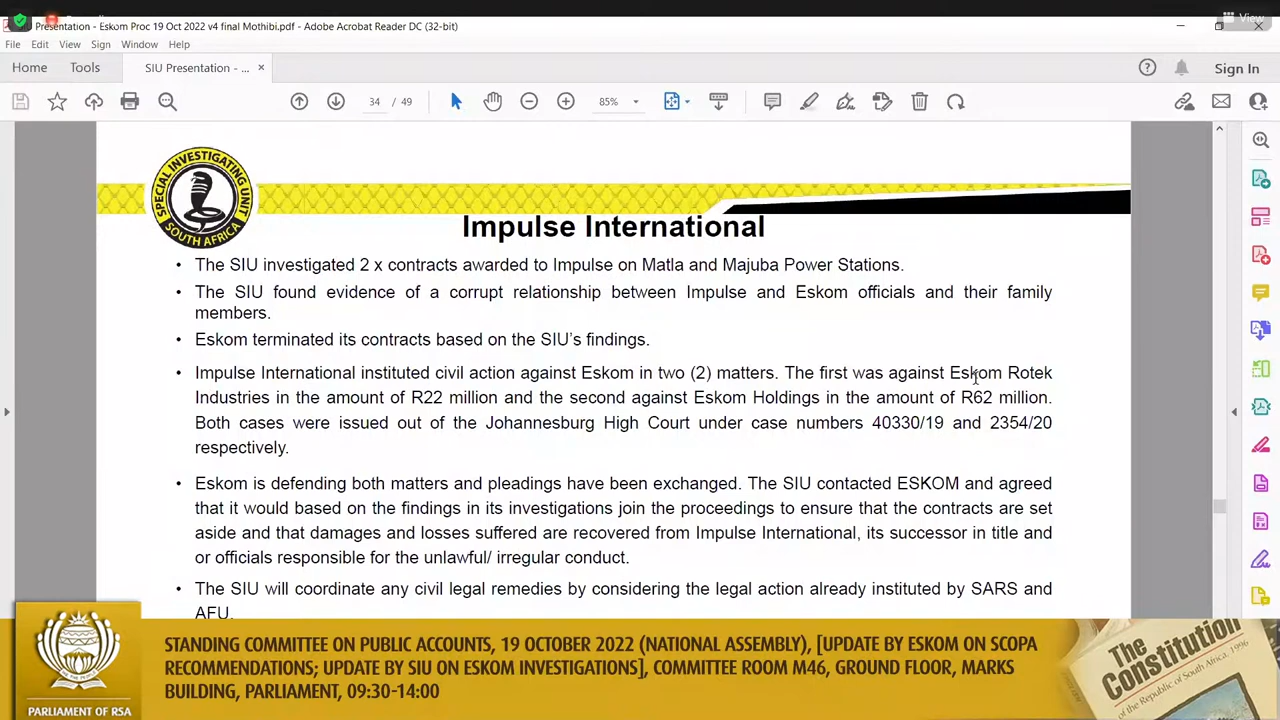 Presentation - Eskom Proc 19 Oct 2022 v4 final Mothibi.pdf - Adobe Acrobat Reader DC (32-bit)
View
File Edit View Sign Window Help
Home Tools SIU Presentation - ... × Sign In
34 / 49 85%
SPECIAL INVESTIGATING UNIT
SOUTH AFRICA
Impulse International
• The SIU investigated 2 x contracts awarded to Impulse on Matla and Majuba Power Stations.
• The SIU found evidence of a corrupt relationship between Impulse and Eskom officials and their family
members.
• Eskom terminated its contracts based on the SIU's findings.
• Impulse International instituted civil action against Eskom in two (2) matters. The first was against Eskom Rotek
Industries in the amount of R22 million and the second against Eskom Holdings in the amount of R62 million.
Both cases were issued out of the Johannesburg High Court under case numbers 40330/19 and 2354/20
respectively.
• Eskom is defending both matters and pleadings have been exchanged. The SIU contacted ESKOM and agreed
that it would based on the findings in its investigations join the proceedings to ensure that the contracts are set
aside and that damages and losses suffered are recovered from Impulse International, its successor in title and
or officials responsible for the unlawful/ irregular conduct.
• The SIU will coordinate any civil legal remedies by considering the legal action already instituted by SARS and
AFU.
STANDING COMMITTEE ON PUBLIC ACCOUNTS, 19 OCTOBER 2022 (NATIONAL ASSEMBLY), [UPDATE BY ESKOM ON SCOPA
RECOMMENDATIONS; UPDATE BY SIU ON ESKOM INVESTIGATIONS], COMMITTEE ROOM M46, GROUND FLOOR, MARKS
BUILDING, PARLIAMENT, 09:30-14:00
PARLIAMENT OF RSA
The
Constitution
of the Republic of South Africa, 1996